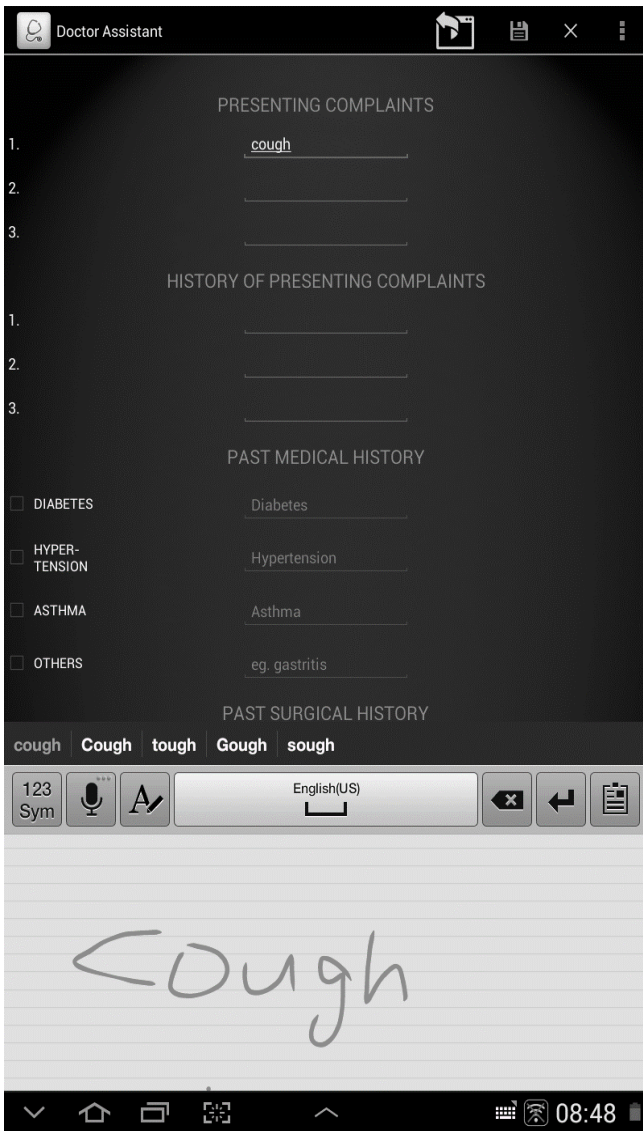 Doctor Assistant
PRESENTING COMPLAINTS
1. cough
2.
3.
HISTORY OF PRESENTING COMPLAINTS
1.
2.
3.
PAST MEDICAL HISTORY
DIABETES Diabetes
HYPER-
TENSION Hypertension
ASTHMA Asthma
OTHERS eg. gastritis
PAST SURGICAL HISTORY
cough Cough tough Gough sough
123
Sym
English(US)
Cough
08:48